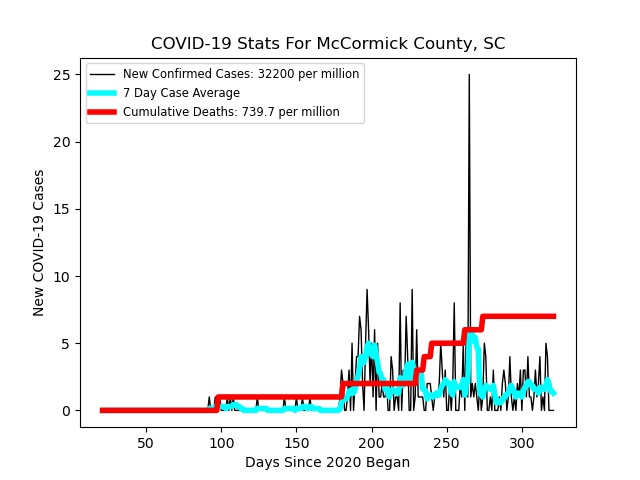 COVID-19 Stats For McCormick County, SC
New Confirmed Cases: 32200 per million
7 Day Case Average
Cumulative Deaths: 739.7 per million
New COVID-19 Cases
25
20
15
10
5
0
50 100 150 200 250 300
Days Since 2020 Began